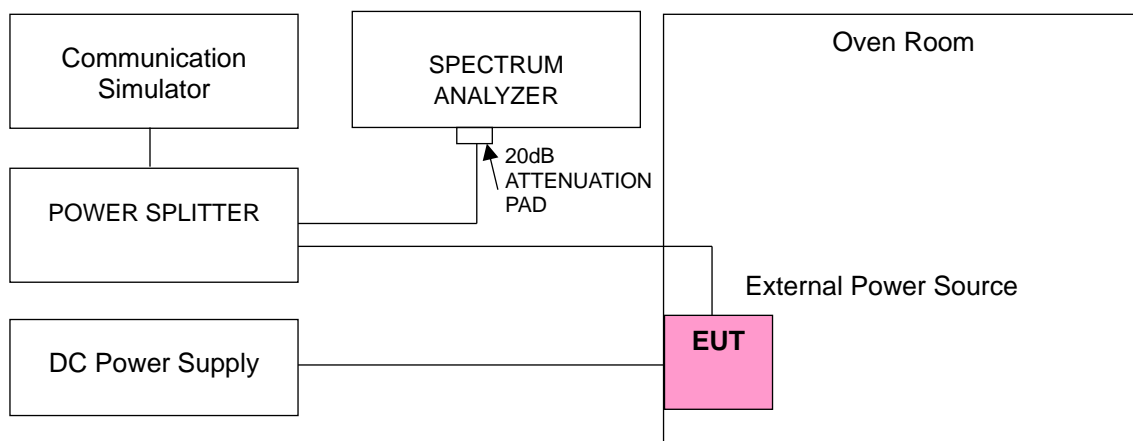 Communication
Simulator
SPECTRUM
ANALYZER
Oven Room
20dB
ATTENUATION
PAD
POWER SPLITTER
External Power Source
EUT
DC Power Supply